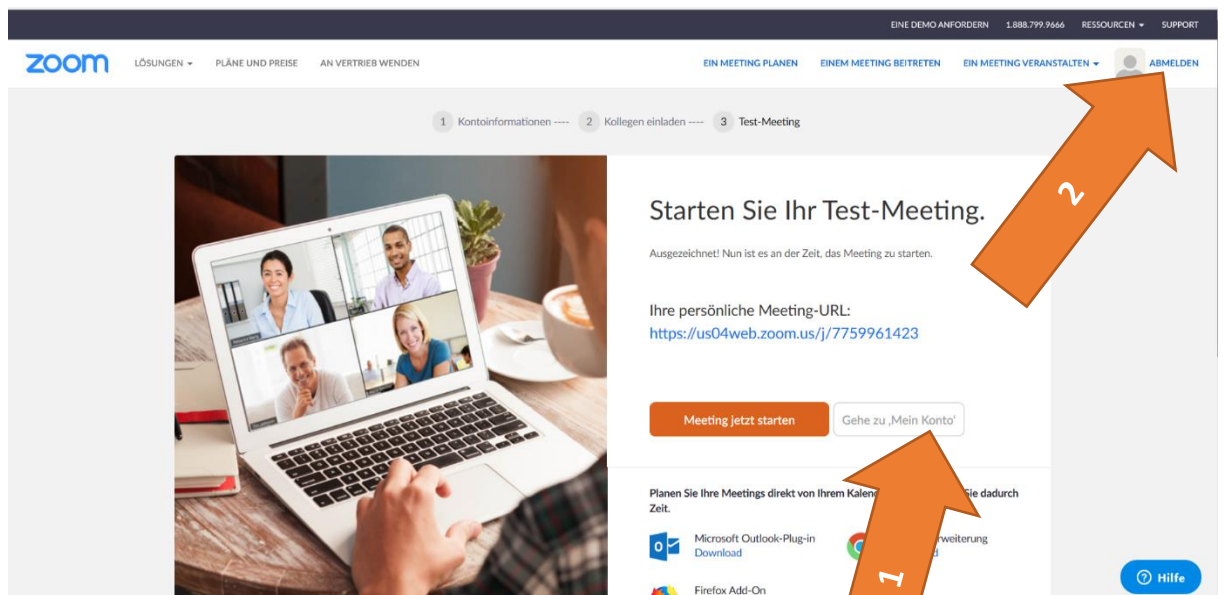 EINE DEMO ANFORDERN 1.888.799.9666 RESSOURCEN SUPPORT
zoom LÖSUNGEN PLÄNE UND PREISE AN VERTRIEB WENDEN EIN MEETING PLANEN EINEM MEETING BEITRETEN EIN MEETING VERANSTALTEN ABMELDEN
1 Kontoinformationen ---- 2 Kollegen einladen ---- 3 Test-Meeting
2
Starten Sie Ihr Test-Meeting.
Ausgezeichnet! Nun ist es an der Zeit, das Meeting zu starten.
Ihre persönliche Meeting-URL:
https://us04web.zoom.us/j/7759961423
Meeting jetzt starten Gehe zu ‚Mein Konto'
Planen Sie Ihre Meetings direkt von Ihrem Kalen Sie dadurch
Zeit.
Microsoft Outlook-Plug-in rweiterung
Download d
1
Firefox Add-On
Hilfe